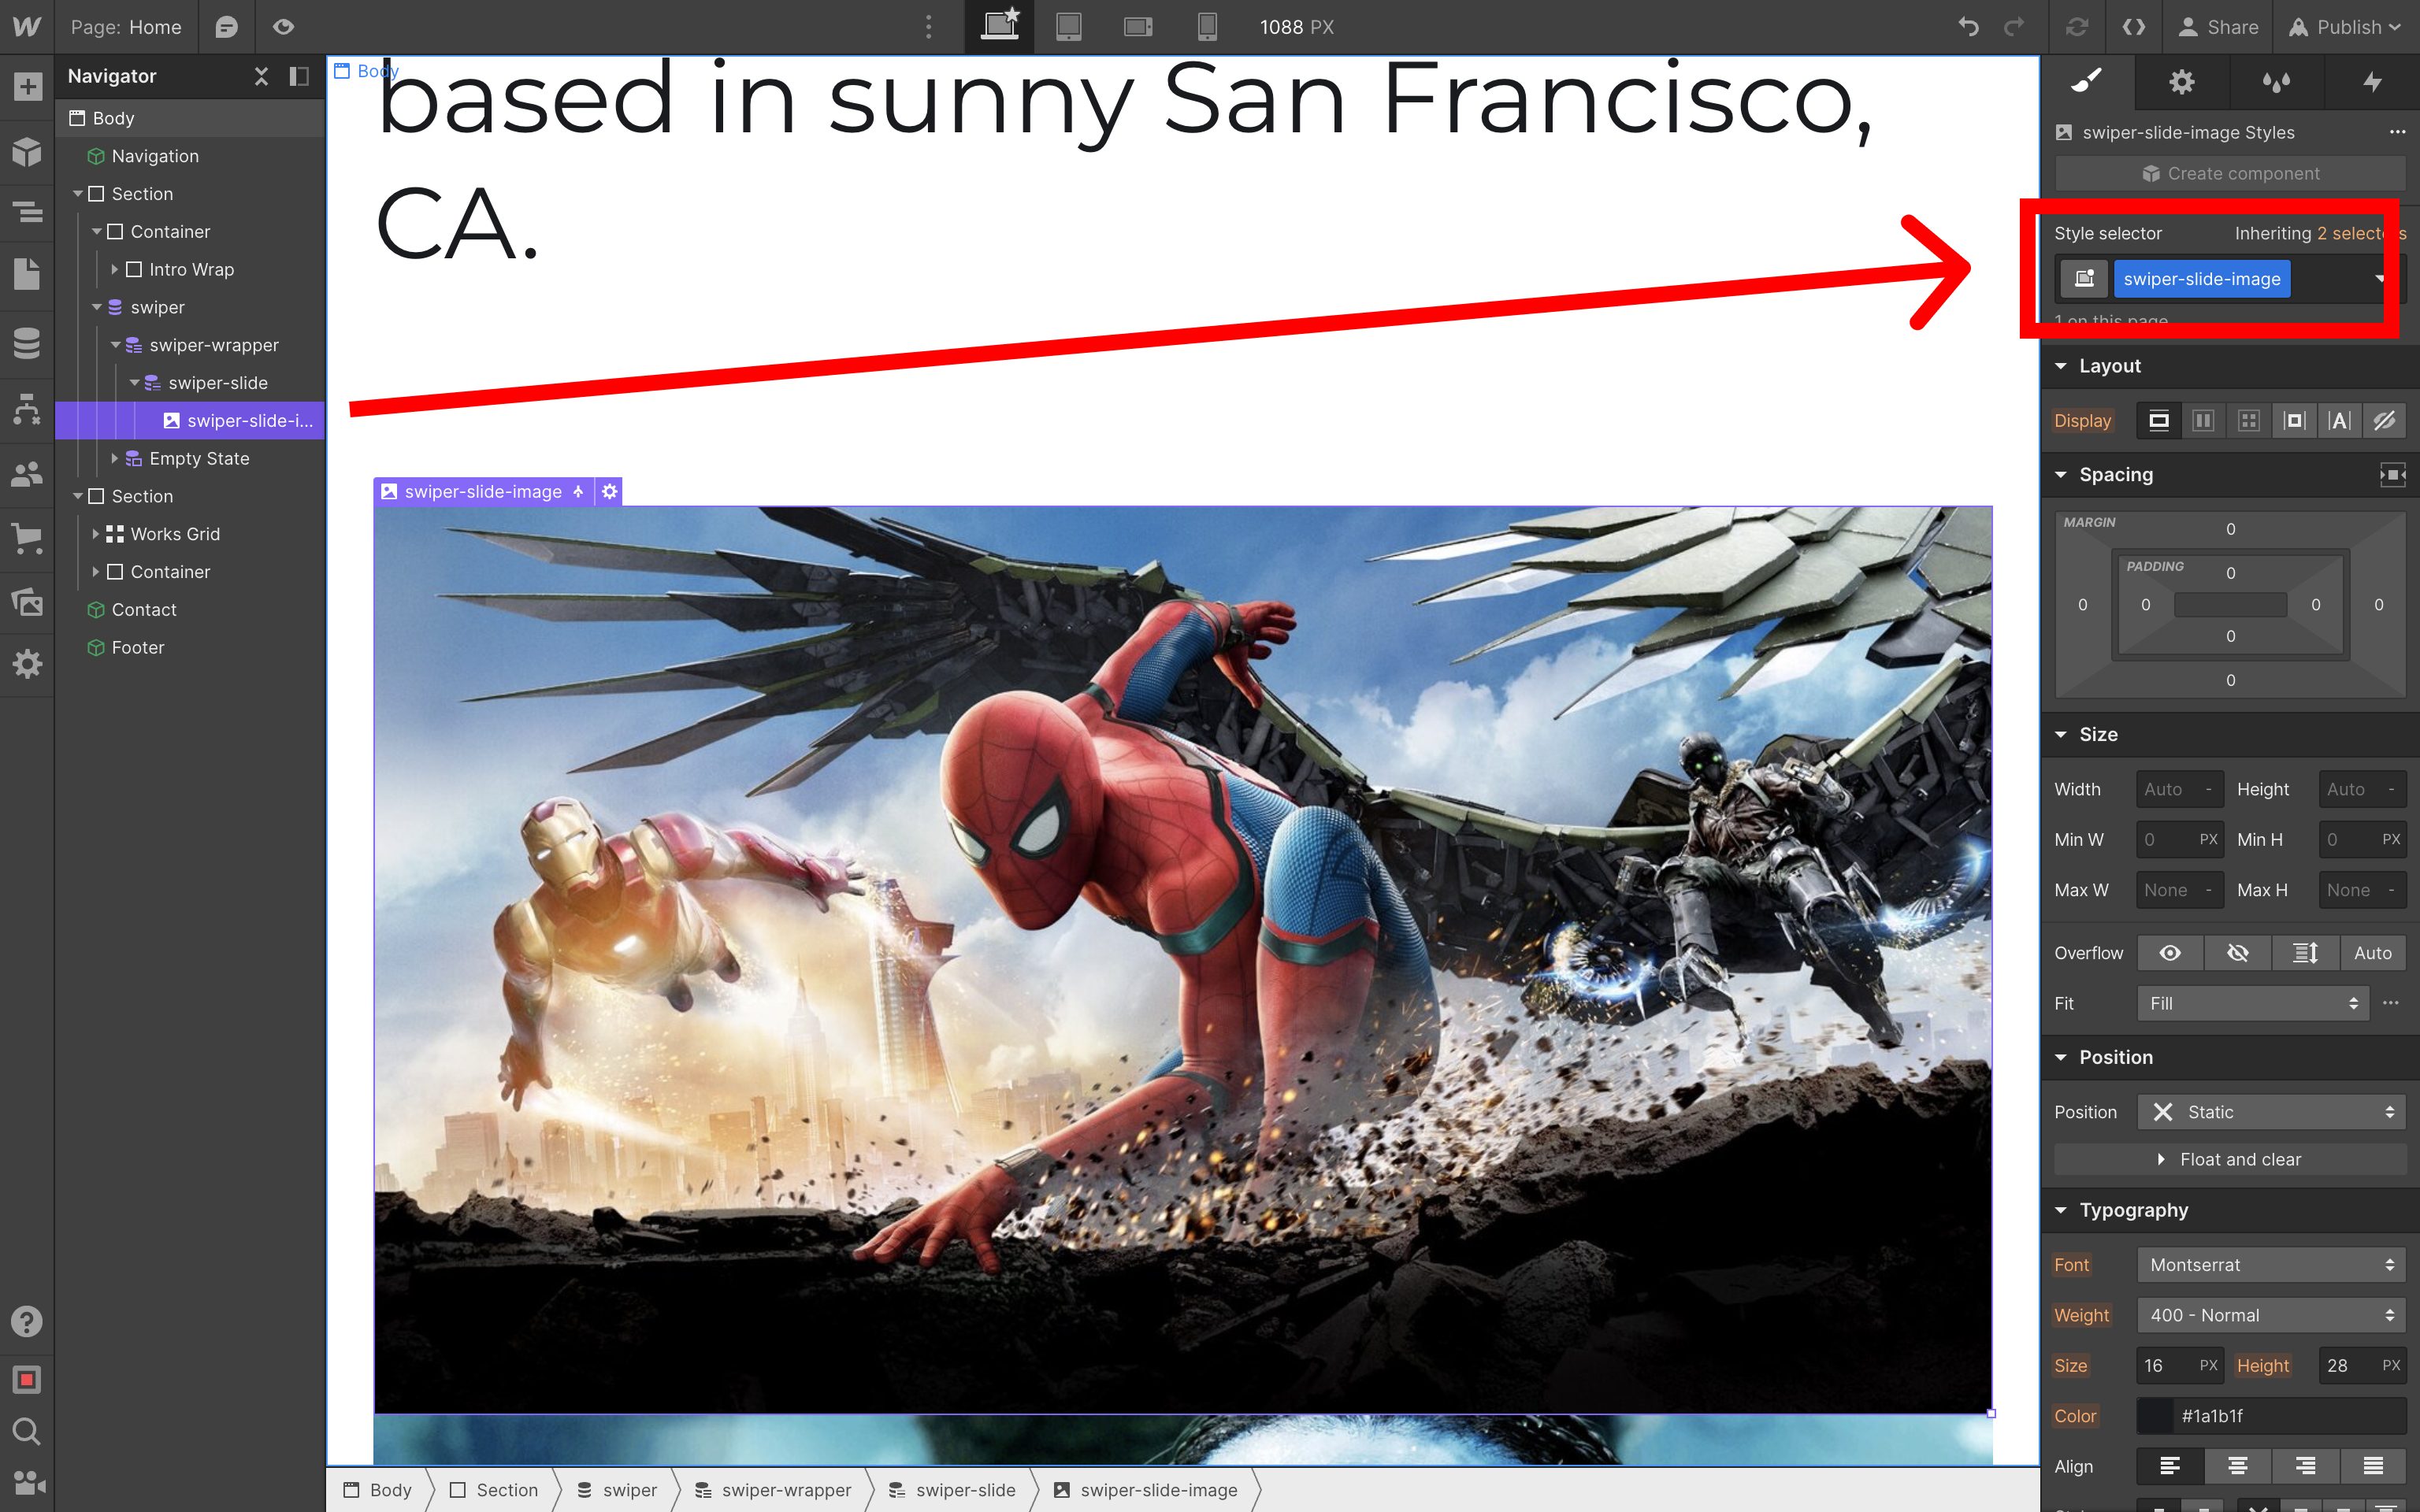 Page: Home
1088 PX
Share
Publish
Navigator
Body
Navigation
Section
Container
Intro Wrap
swiper
swiper-wrapper
swiper-slide
swiper-slide-i...
Empty State
Section
Works Grid
Container
Contact
Footer
Body
based in sunny San Francisco,
CA.
swiper-slide-image
Body
Section
swiper
swiper-wrapper
swiper-slide
swiper-slide-image
swiper-slide-image Styles
Create component
Style selector
Inheriting 2 selectors
swiper-slide-image
1 on this page
Layout
Display
Spacing
MARGIN
0
PADDING
0
0 0 0 0
0
0
Size
Width Auto - Height Auto -
Min W 0 PX Min H 0 PX
Max W None - Max H None -
Overflow Auto
Fit Fill
Position
Position Static
Float and clear
Typography
Font Montserrat
Weight 400 - Normal
Size 16 PX Height 28 PX
Color #1a1b1f
Align